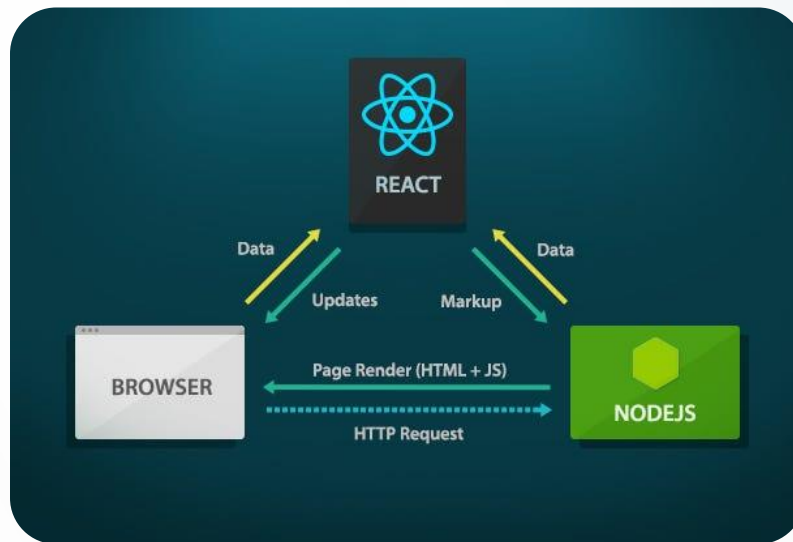 REACT
Data
Data
Updates
Markup
BROWSER
Page Render (HTML + JS)
HTTP Request
NODEJS